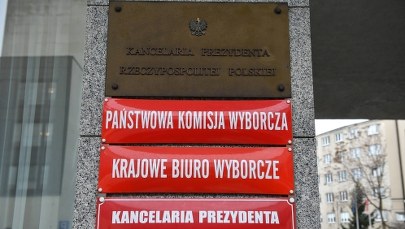 KANCELARIA PREZYDENTA
RZECZYPOSPOLITEJ POLSKIEJ
PAŃSTWOWA KOMISJA WYBORCZA
KRAJOWE BIURO WYBORCZE
KANCELARIA PREZYDENTA